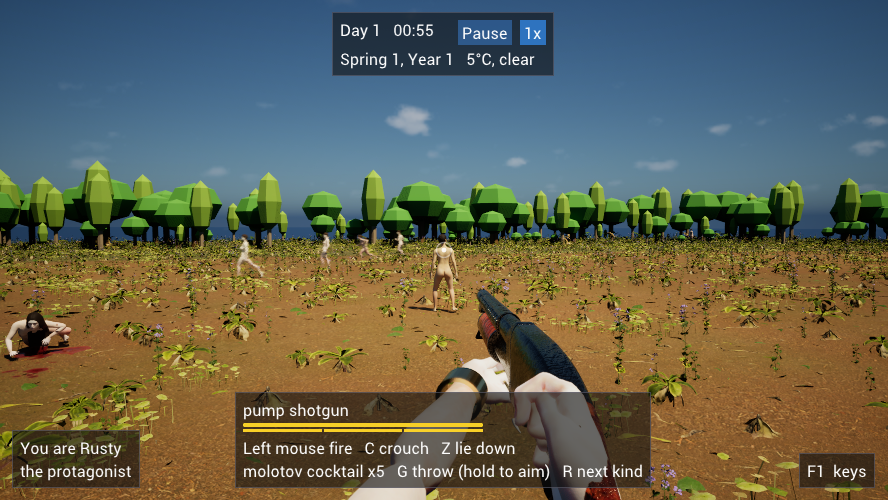 Day 1 00:55 Pause 1x
Spring 1, Year 1 5°C, clear
pump shotgun
Left mouse fire C crouch Z lie down
molotov cocktail x5 G throw (hold to aim) R next kind
You are Rusty
the protagonist
F1 keys